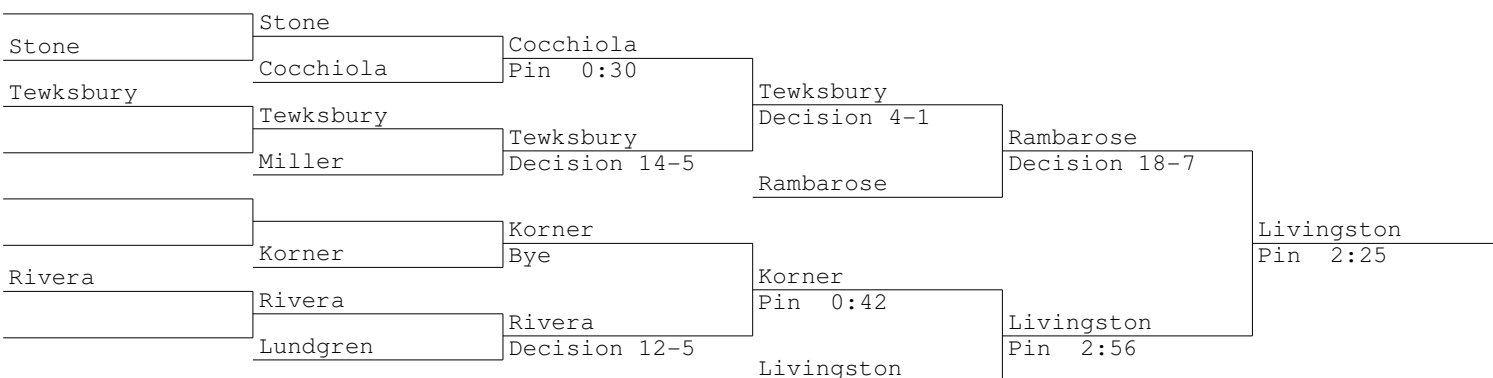 Stone
Stone
Cocchiola
Cocchiola
Pin 0:30
Tewksbury
Tewksbury
Decision 4-1
Tewksbury
Tewksbury
Rambarose
Miller
Decision 14-5
Decision 18-7
Rambarose
Korner
Livingston
Korner
Bye
Pin 2:25
Rivera
Korner
Rivera
Pin 0:42
Rivera
Livingston
Lundgren
Decision 12-5
Pin 2:56
Livingston